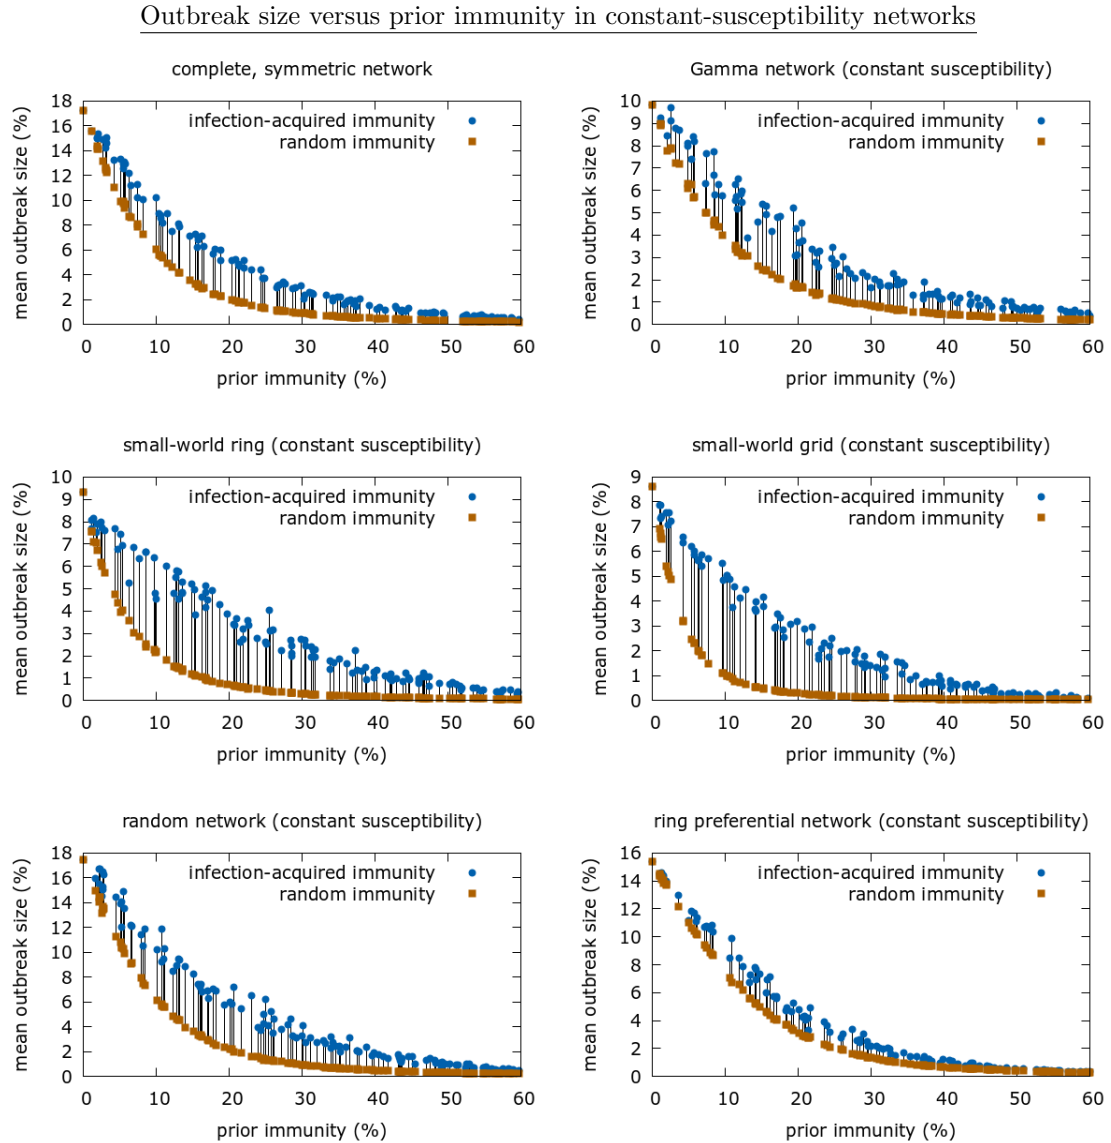 Outbreak size versus prior immunity in constant-susceptibility networks
complete, symmetric network
mean outbreak size (%)
18
16
14
12
10
8
6
4
2
0
infection-acquired immunity
random immunity
0 10 20 30 40 50 60
prior immunity (%)
Gamma network (constant susceptibility)
mean outbreak size (%)
10
9
8
7
6
5
4
3
2
1
0
infection-acquired immunity
random immunity
0 10 20 30 40 50 60
prior immunity (%)
small-world ring (constant susceptibility)
mean outbreak size (%)
10
9
8
7
6
5
4
3
2
1
0
infection-acquired immunity
random immunity
0 10 20 30 40 50 60
prior immunity (%)
small-world grid (constant susceptibility)
mean outbreak size (%)
9
8
7
6
5
4
3
2
1
0
infection-acquired immunity
random immunity
0 10 20 30 40 50 60
prior immunity (%)
random network (constant susceptibility)
mean outbreak size (%)
18
16
14
12
10
8
6
4
2
0
infection-acquired immunity
random immunity
0 10 20 30 40 50 60
prior immunity (%)
ring preferential network (constant susceptibility)
mean outbreak size (%)
16
14
12
10
8
6
4
2
0
infection-acquired immunity
random immunity
0 10 20 30 40 50 60
prior immunity (%)